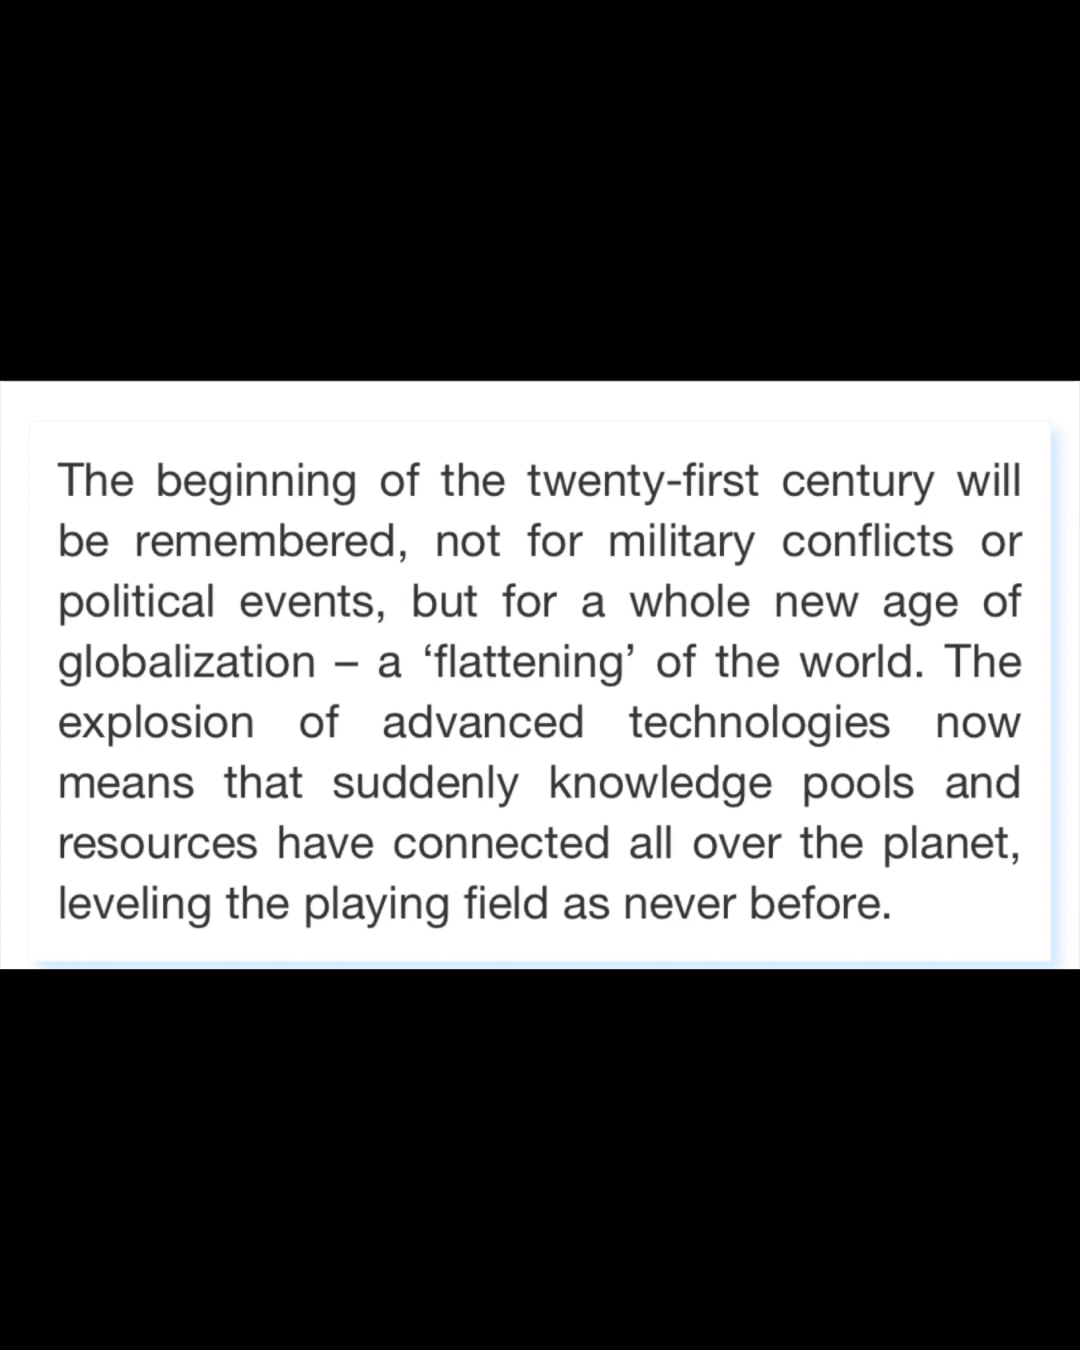 The beginning of the twenty-first century will
be remembered, not for military conflicts or
political events, but for a whole new age of
globalization – a ‘flattening’ of the world. The
explosion of advanced technologies now
means that suddenly knowledge pools and
resources have connected all over the planet,
leveling the playing field as never before.